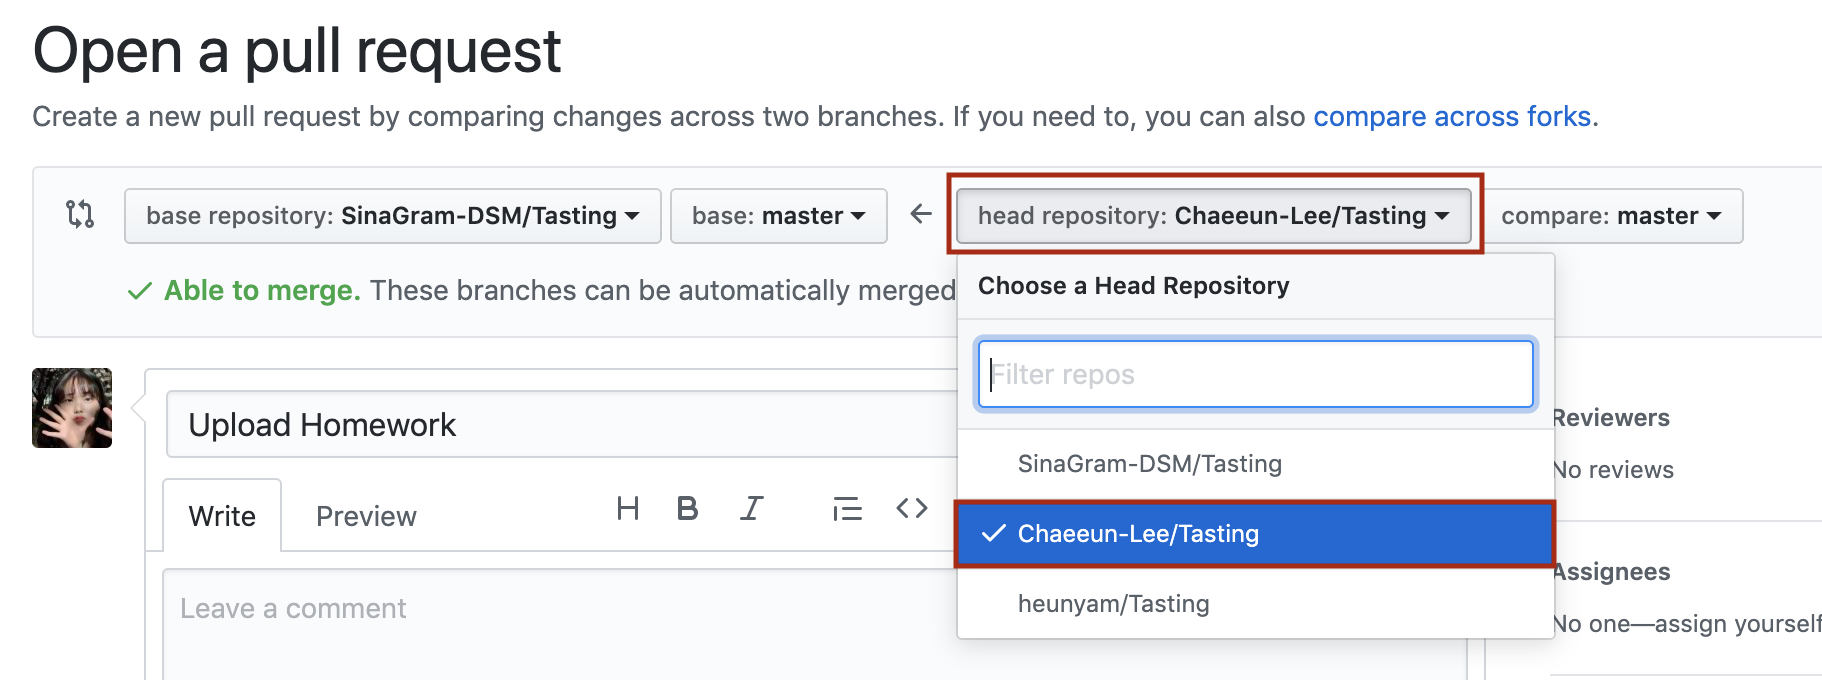 Open a pull request
Create a new pull request by comparing changes across two branches. If you need to, you can also compare across forks.
base repository: SinaGram-DSM/Tasting base: master head repository: Chaeeun-Lee/Tasting compare: master
Able to merge. These branches can be automatically merged
Choose a Head Repository
Filter repos
SinaGram-DSM/Tasting
Chaeeun-Lee/Tasting
heunyam/Tasting
Upload Homework
Write Preview H B I
Leave a comment
Reviewers
No reviews
Assignees
No one—assign yourself